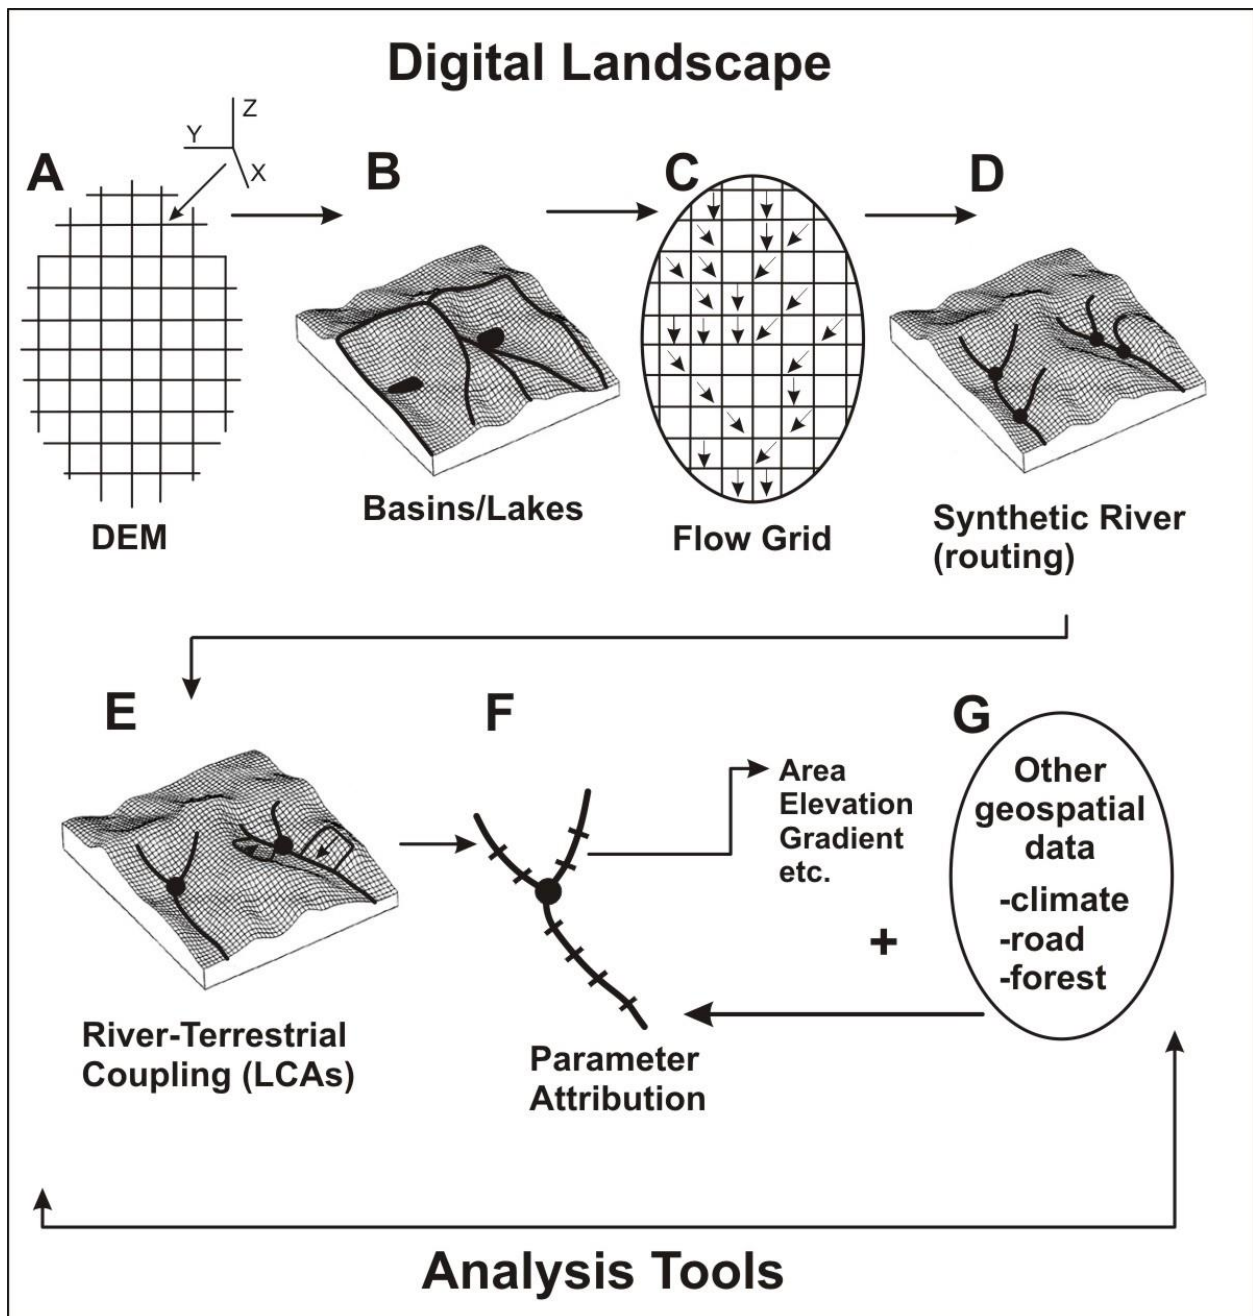 Digital Landscape
Z
Y
X
A
B
C
D
DEM
Basins/Lakes
Flow Grid
Synthetic River
(routing)
E
F
G
Area
Elevation
Gradient
etc.
Other
geospatial
data
-climate
-road
-forest
+
River-Terrestrial
Coupling (LCAs)
Parameter
Attribution
Analysis Tools